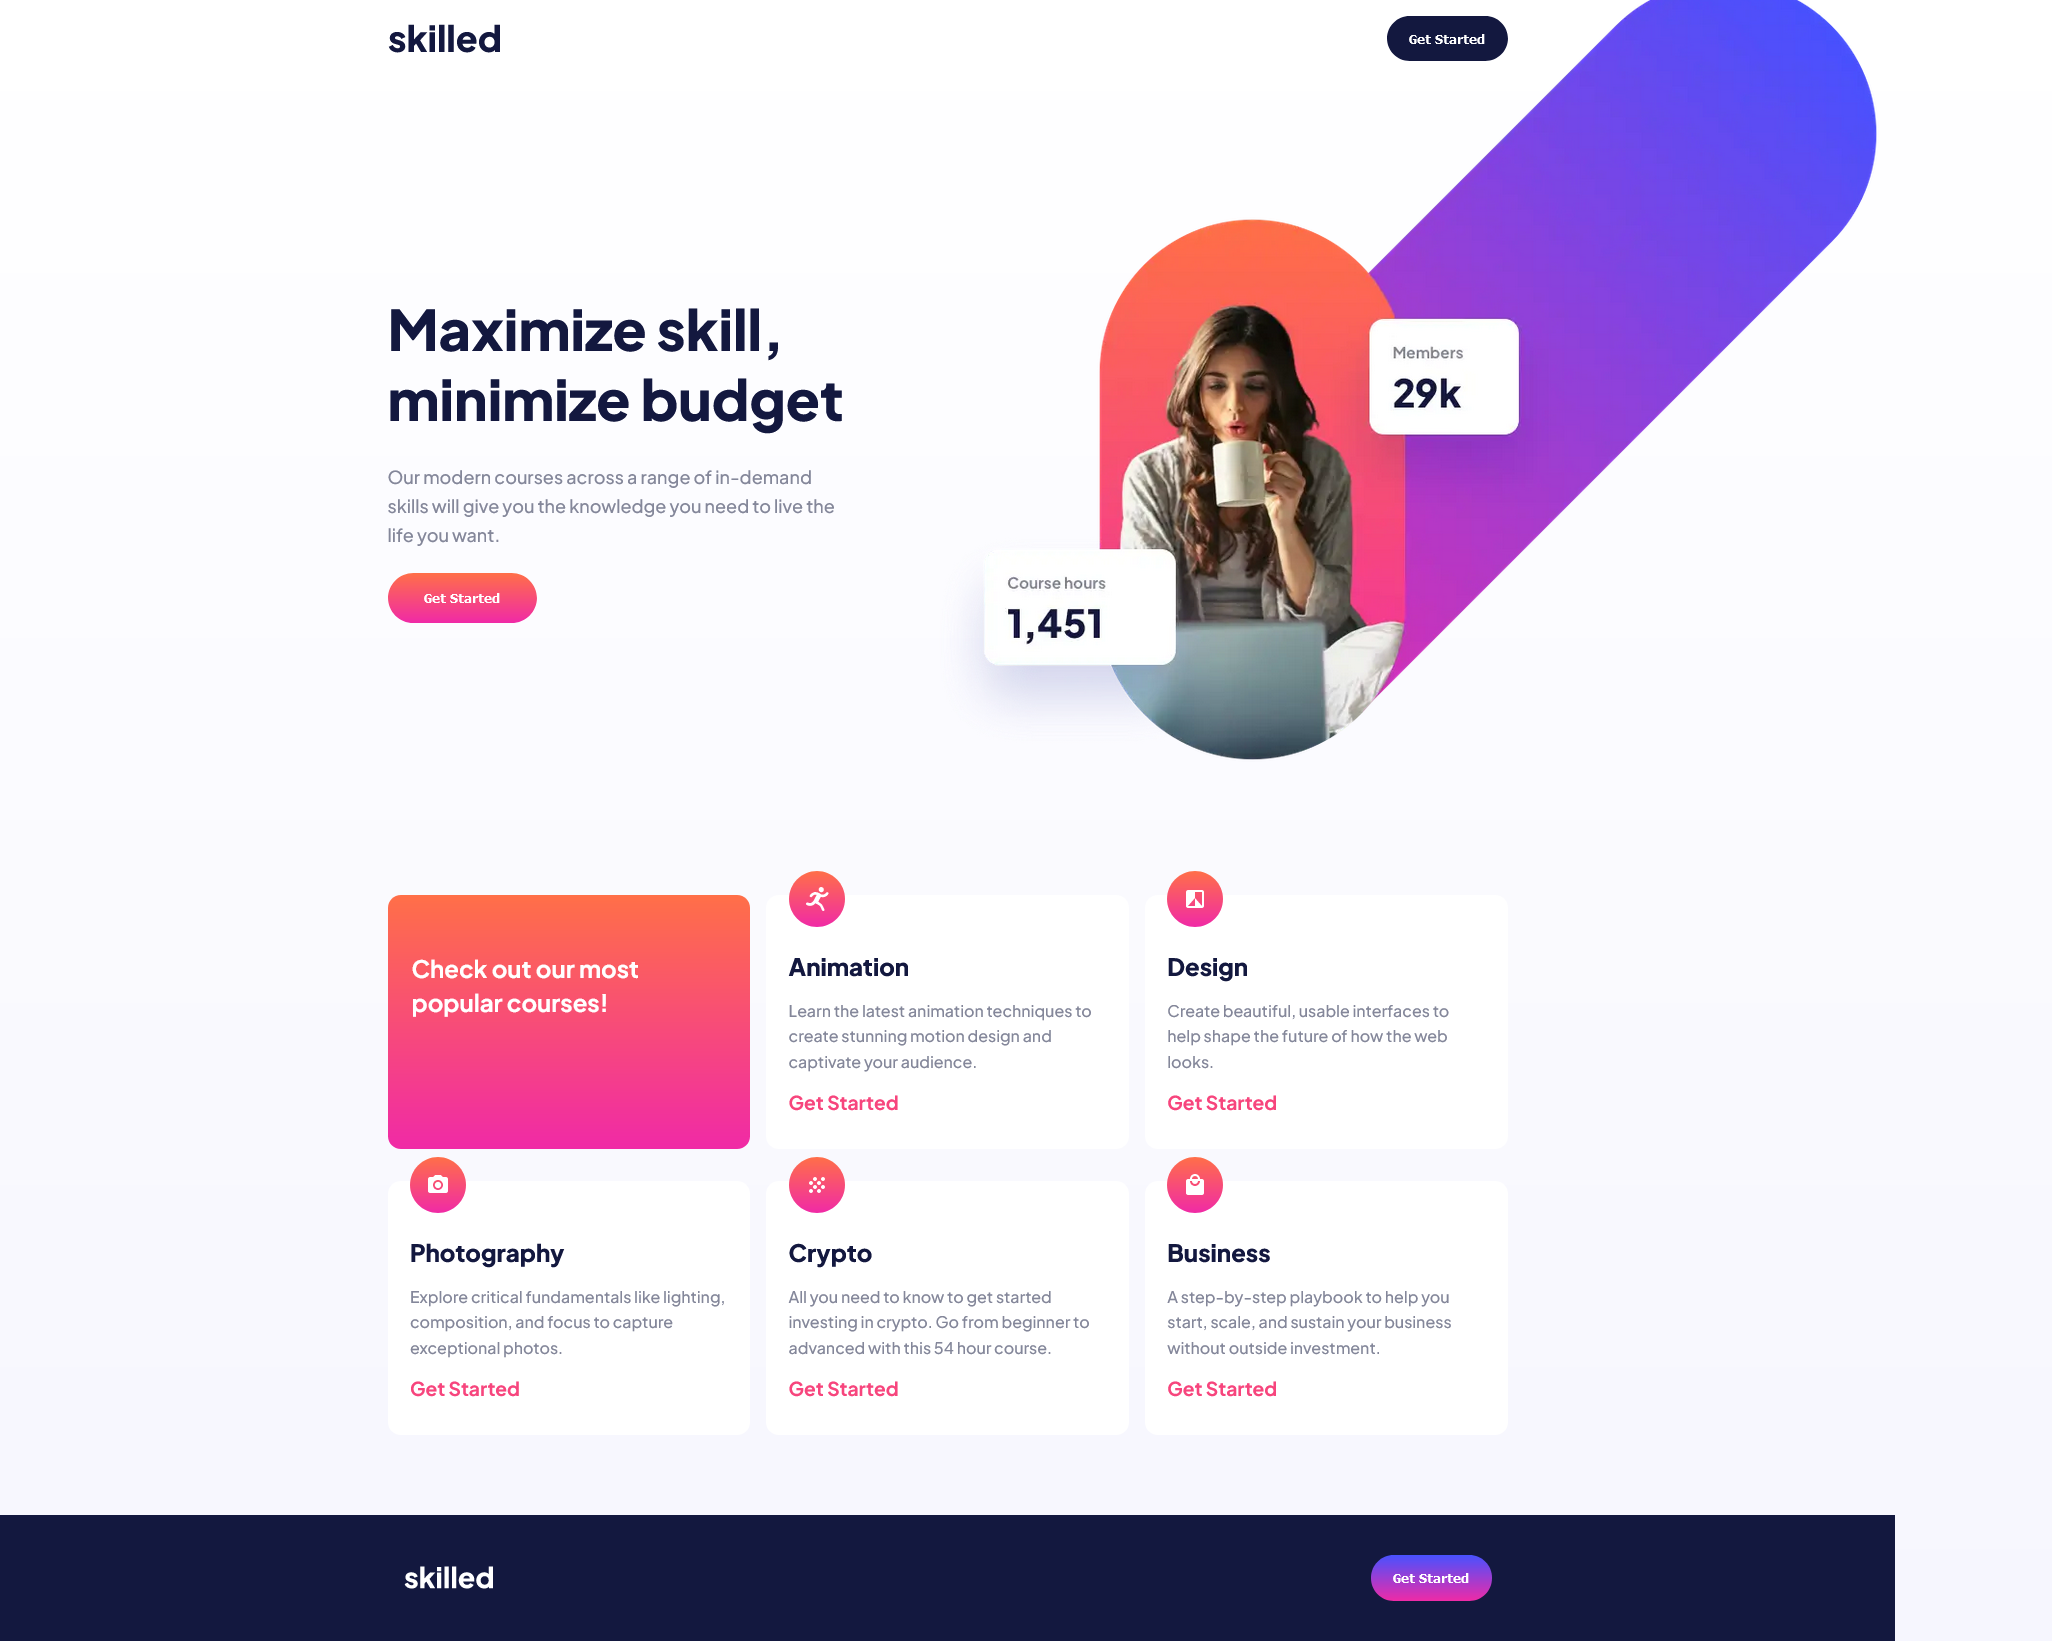 skilled
Get Started
Maximize skill,
minimize budget
Our modern courses across a range of in-demand
skills will give you the knowledge you need to live the
life you want.
Get Started
Members
29k
Course hours
1,451
Check out our most
popular courses!
Animation
Learn the latest animation techniques to
create stunning motion design and
captivate your audience.
Get Started
Design
Create beautiful, usable interfaces to
help shape the future of how the web
looks.
Get Started
Photography
Explore critical fundamentals like lighting,
composition, and focus to capture
exceptional photos.
Get Started
Crypto
All you need to know to get started
investing in crypto. Go from beginner to
advanced with this 54 hour course.
Get Started
Business
A step-by-step playbook to help you
start, scale, and sustain your business
without outside investment.
Get Started
skilled
Get Started